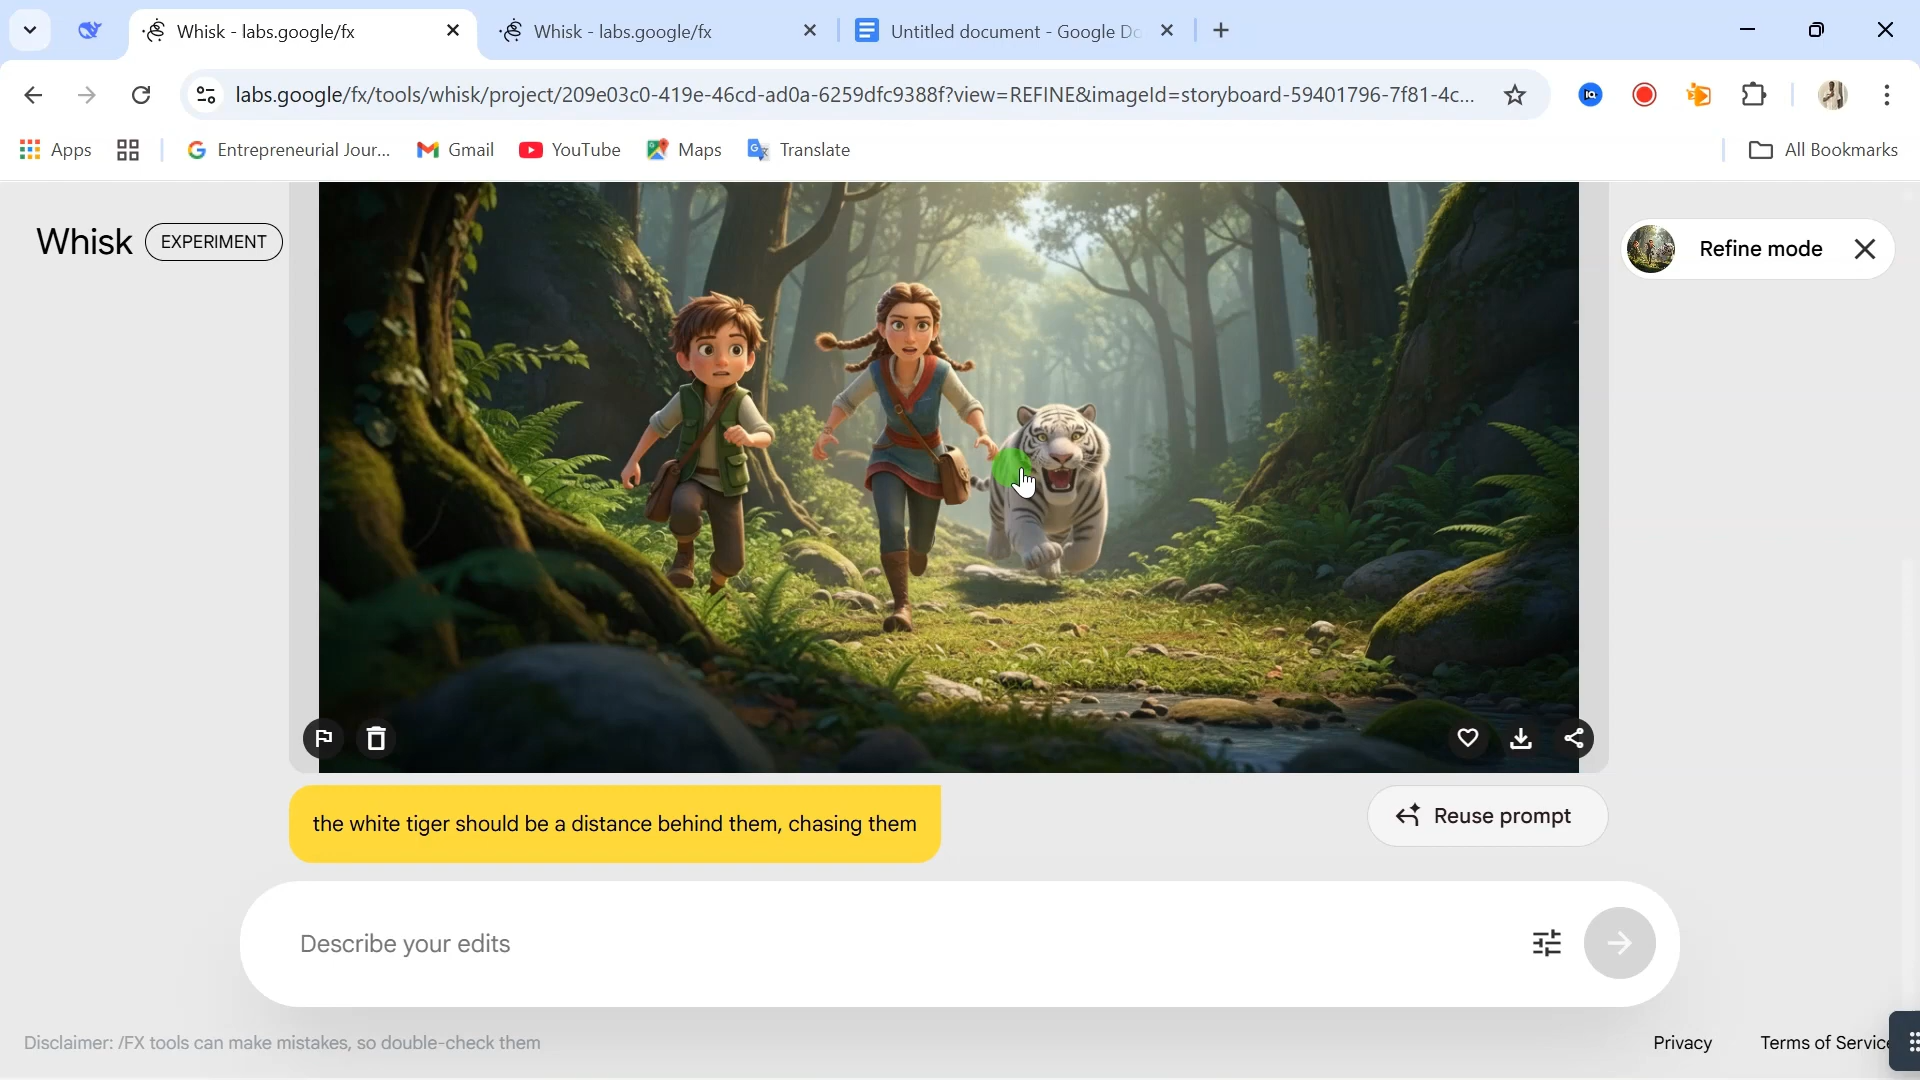 Whisk - labs.google/fx
Whisk - labs.google/fx
Untitled document - Google Do
labs.google/fx/tools/whisk/project/209e03c0-419e-46cd-ad0a-6259dfc9388f?view=REFINE&imageId=storyboard-59401796-7f81-4c...
Apps
Entrepreneurial Jour...
Gmail
YouTube
Maps
Translate
All Bookmarks
Whisk
EXPERIMENT
Refine mode
the white tiger should be a distance behind them, chasing them
Reuse prompt
Describe your edits
Disclaimer: /FX tools can make mistakes, so double-check them
Privacy
Terms of Service